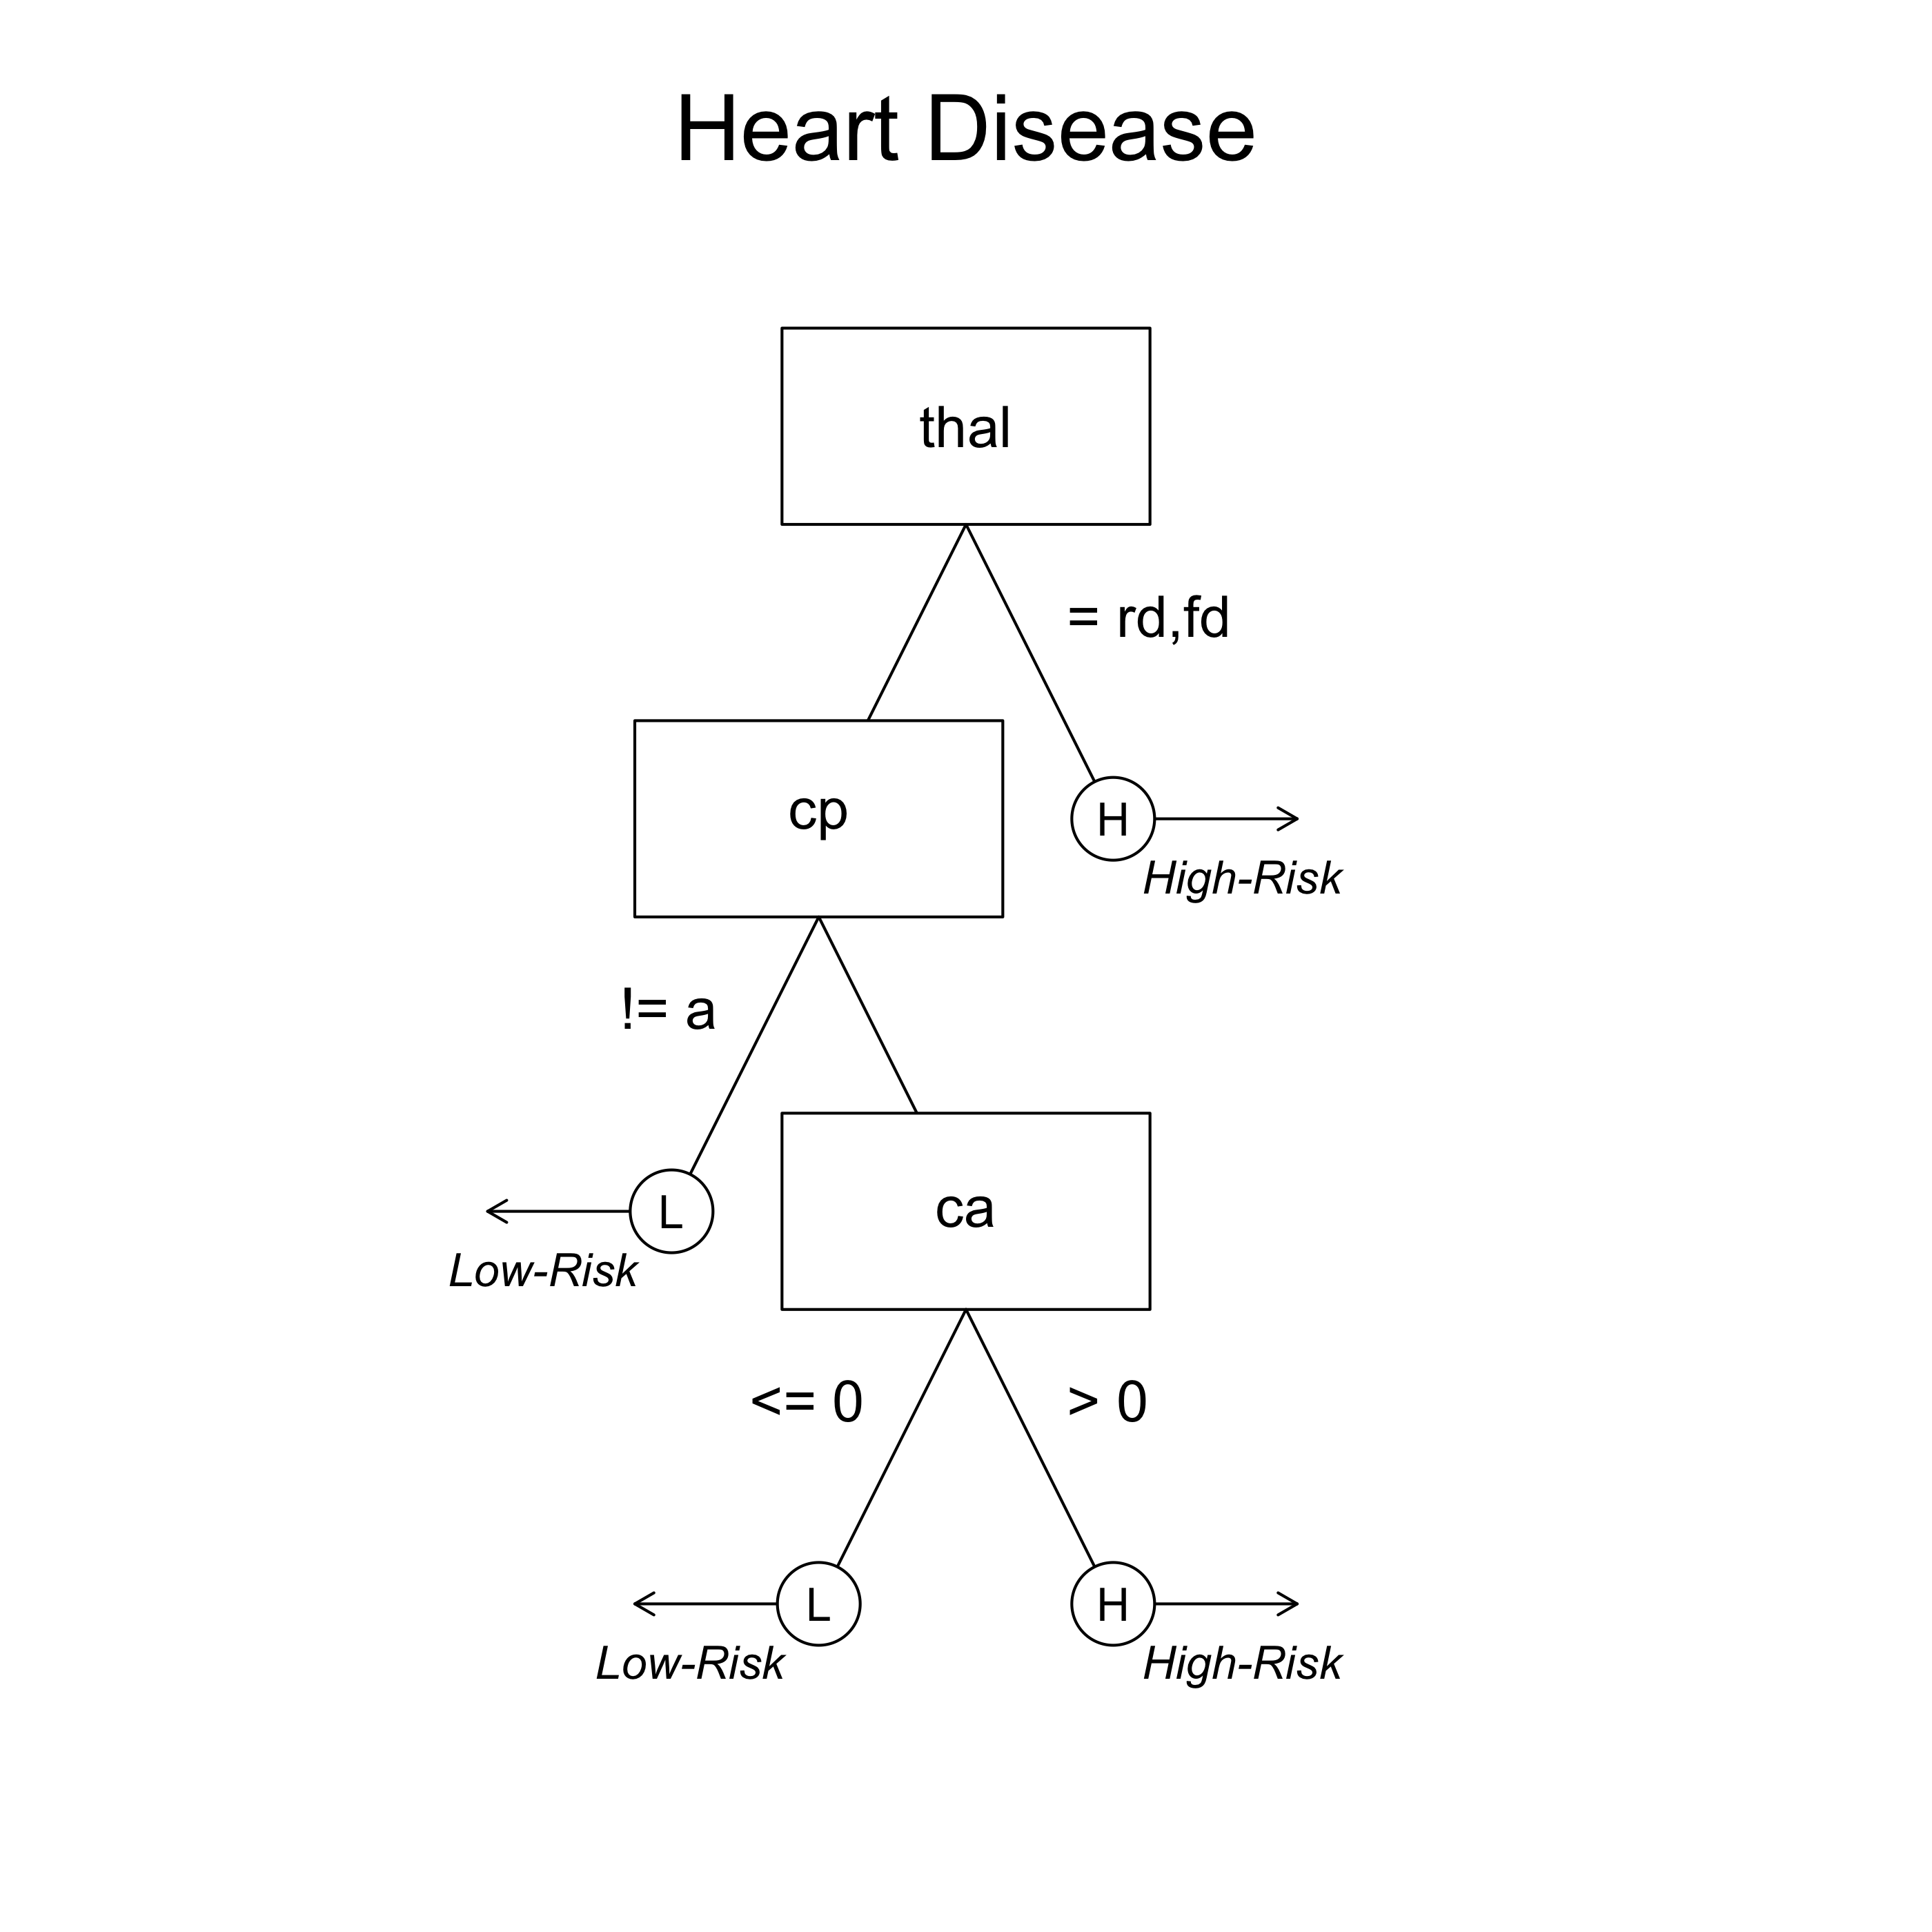 Heart Disease
thal
= rd,fd
cp
H
High-Risk
!= a
L
Low-Risk
ca
<= 0
> 0
L
Low-Risk
H
High-Risk